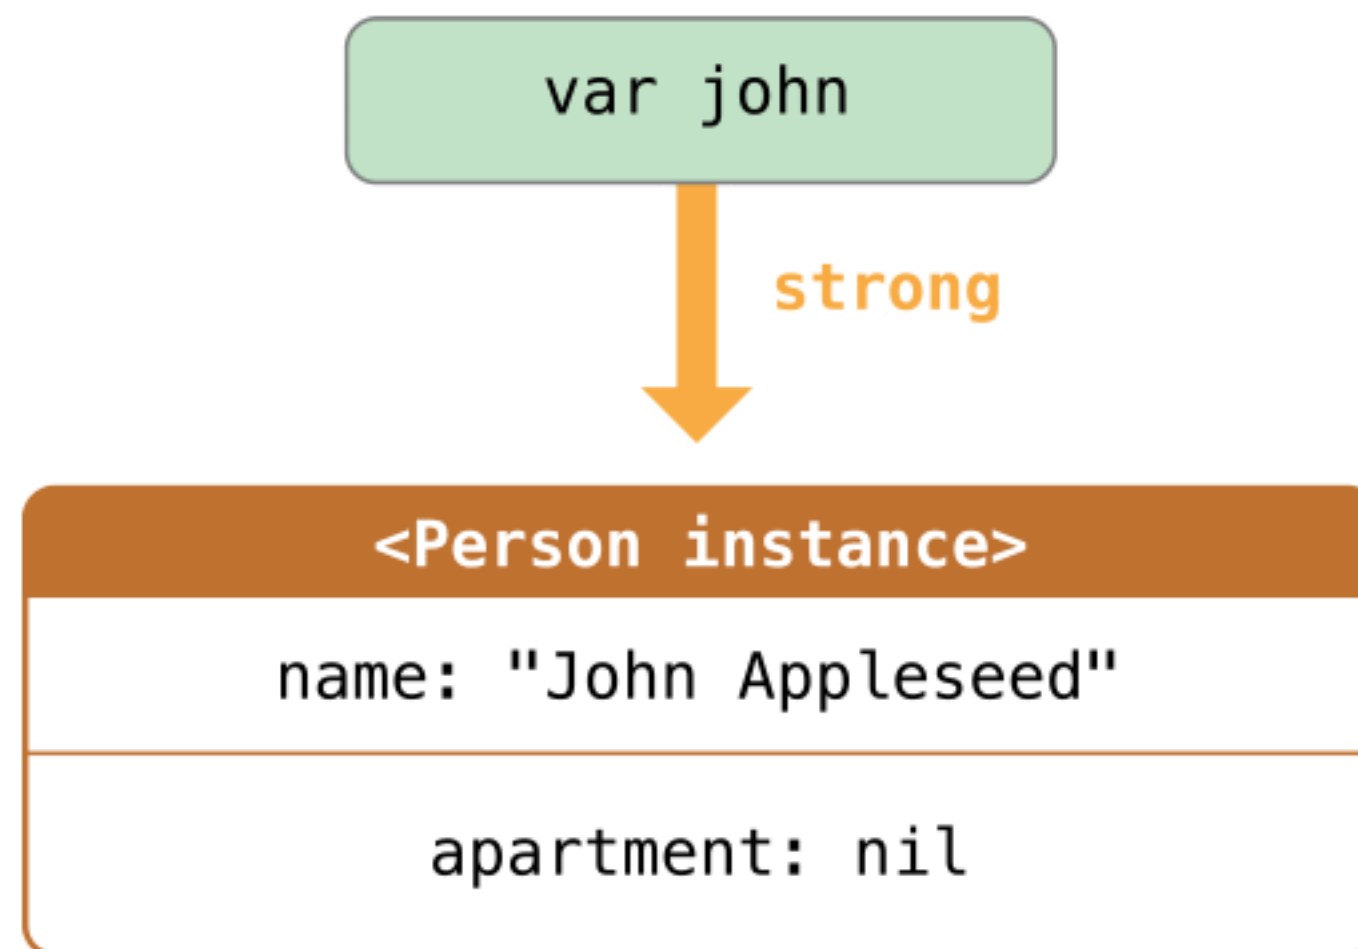 var john
strong
<Person instance>
name: "John Appleseed"
apartment: nil